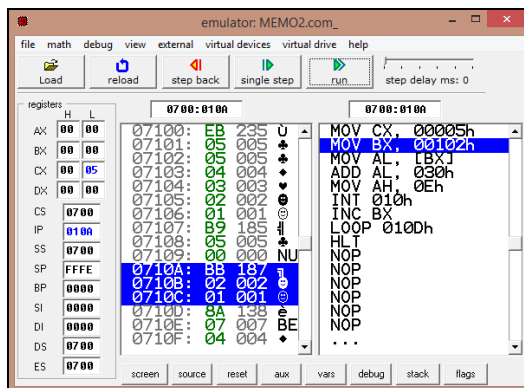 emulator: MEMO2.com_
file math debug view external virtual devices virtual drive help
Load reload step back single step run step delay ms: 0
registers
H L
0700:010A 0700:010A
AX 00 00
BX 00 00
CX 00 05
DX 00 00
CS 0700
IP 010A
SS 0700
SP FFFE
BP 0000
SI 0000
DI 0000
DS 0700
ES 0700
07100: EB 235 Ù
07101: 05 005 ♣
07102: 05 005 ♣
07103: 04 004 ♦
07104: 03 003 ♥
07105: 02 002 ☻
07106: 01 001 ☺
07107: B9 185 ╣
07108: 05 005 ♣
07109: 00 000 NU
0710A: BB 187 ╗
0710B: 02 002 ☻
0710C: 01 001 ☺
0710D: 8A 138 è
0710E: 07 007 BE
0710F: 04 004 ♦
MOV CX, 00005h
MOV BX, 00102h
MOV AL, [BX]
ADD AL, 030h
MOV AH, 0Eh
INT 010h
INC BX
LOOP 010Dh
HLT
NOP
NOP
NOP
NOP
NOP
NOP
...
screen source reset aux vars debug stack flags